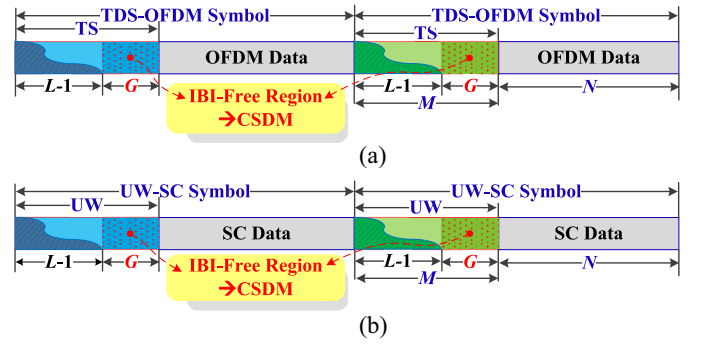 TDS-OFDM Symbol TDS-OFDM Symbol
TS TS
OFDM Data OFDM Data
L-1 G L-1 G N
IBI-Free Region
→CSDM
M
(a)
UW-SC Symbol UW-SC Symbol
UW UW
SC Data SC Data
L-1 G L-1 G N
IBI-Free Region
→CSDM
M
(b)